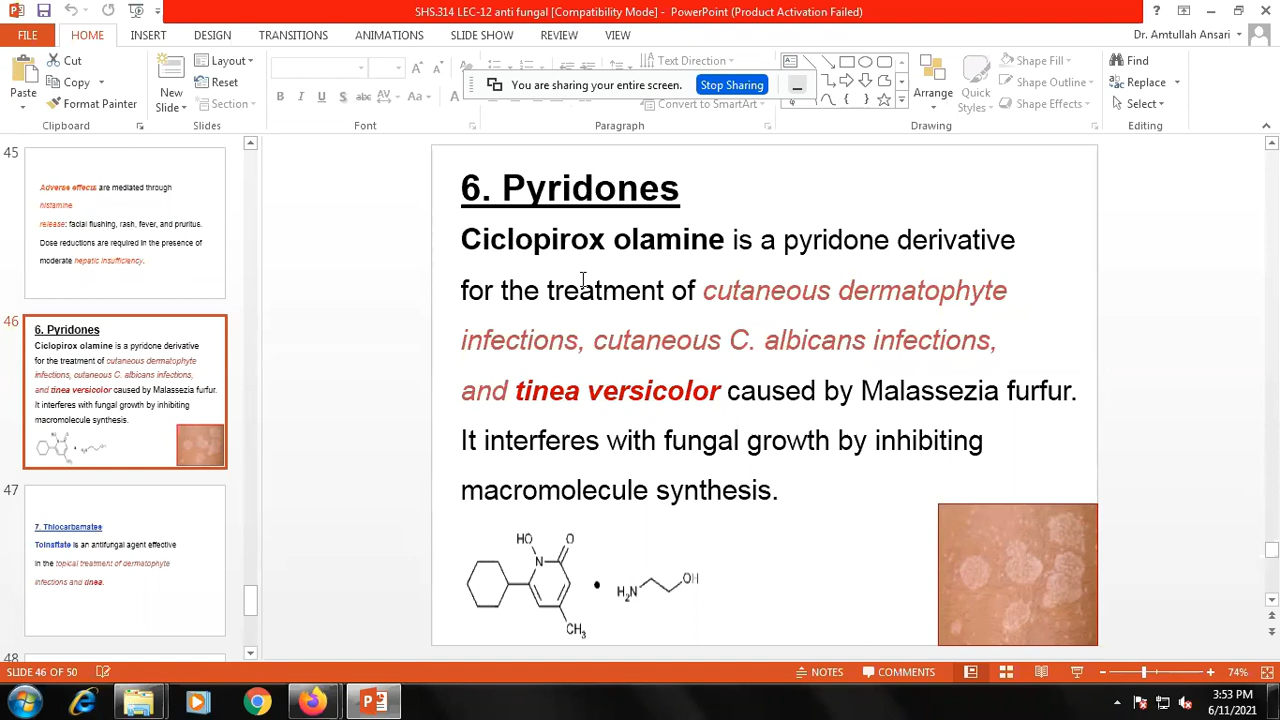 SHS.314 LEC-12 anti fungal [Compatibility Mode] - PowerPoint (Product Activation Failed)
FILE HOME INSERT DESIGN TRANSITIONS ANIMATIONS SLIDE SHOW REVIEW VIEW Dr. Amtullah Ansari
Paste
Cut
Copy
Format Painter
Clipboard
New
Slide
Layout
Reset
Section
Slides
B I U S abc AV Aa A
Font
Text Direction
You are sharing your entire screen. Stop Sharing
Convert to SmartArt
Paragraph
Arrange
Quick
Styles
Shape Fill
Shape Outline
Shape Effects
Drawing
Find
Replace
Select
Editing
45
Adverse effects are mediated through
histamine
release: facial flushing, rash, fever, and pruritus.
Dose reductions are required in the presence of
moderate hepatic insufficiency.
46
6. Pyridones
Ciclopirox olamine is a pyridone derivative
for the treatment of cutaneous dermatophyte
infections, cutaneous C. albicans infections,
and tinea versicolor caused by Malassezia furfur.
It interferes with fungal growth by inhibiting
macromolecule synthesis.
47
7. Thiocarbamates
Tolnaftate is an antifungal agent effective
in the topical treatment of dermatophyte
infections and tinea.
48
6. Pyridones
Ciclopirox olamine is a pyridone derivative
for the treatment of cutaneous dermatophyte
infections, cutaneous C. albicans infections,
and tinea versicolor caused by Malassezia furfur.
It interferes with fungal growth by inhibiting
macromolecule synthesis.
HO O
N
H₂N OH
CH₃
SLIDE 46 OF 50 NOTES COMMENTS 74%
3:53 PM
6/11/2021